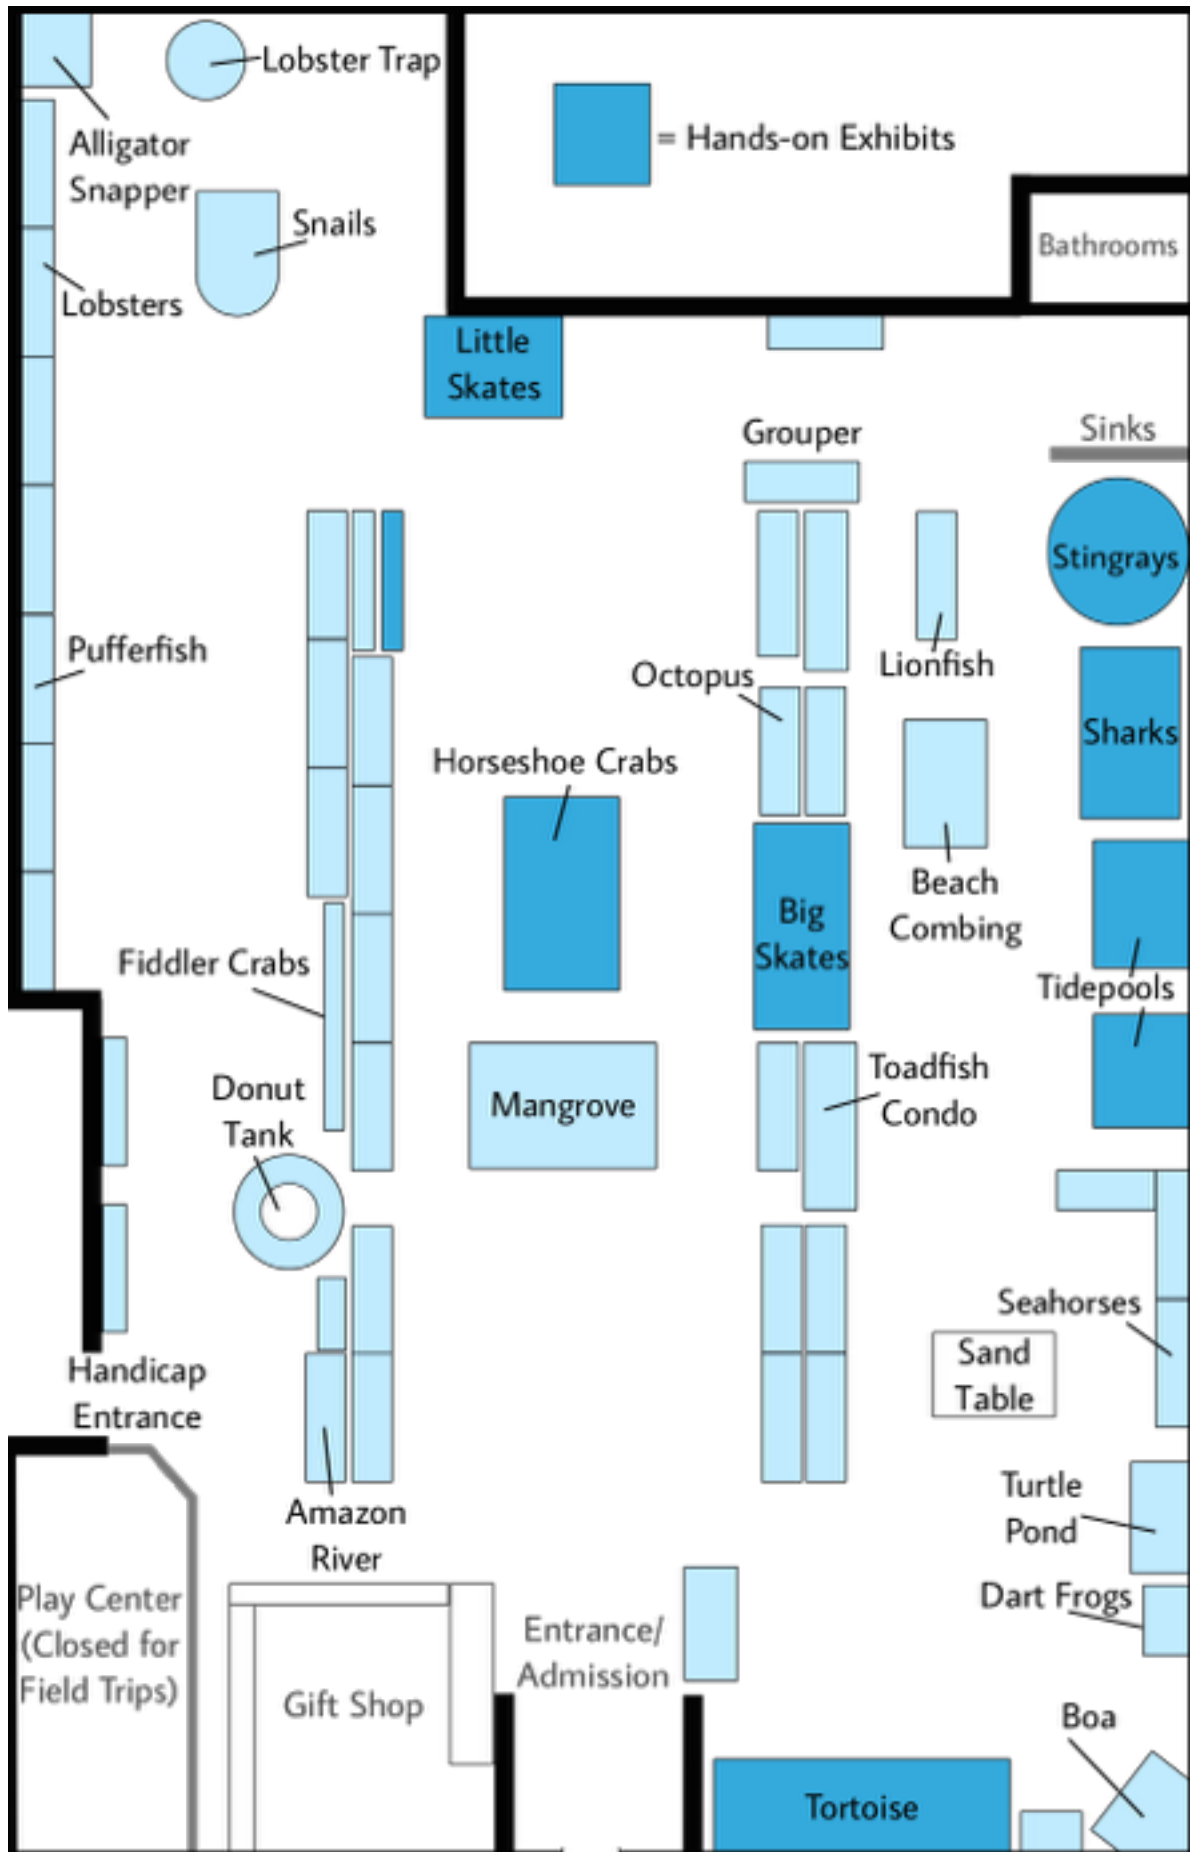 Lobster Trap
Alligator
Snapper
= Hands-on Exhibits
Snails
Bathrooms
Lobsters
Little
Skates
Grouper
Sinks
Stingrays
Pufferfish
Octopus
Lionfish
Sharks
Horseshoe Crabs
Beach
Combing
Big
Skates
Fiddler Crabs
Tidepools
Donut
Tank
Mangrove
Toadfish
Condo
Seahorses
Sand
Table
Handicap
Entrance
Turtle
Pond
Amazon
River
Dart Frogs
Play Center
(Closed for
Field Trips)
Gift Shop
Entrance/
Admission
Boa
Tortoise